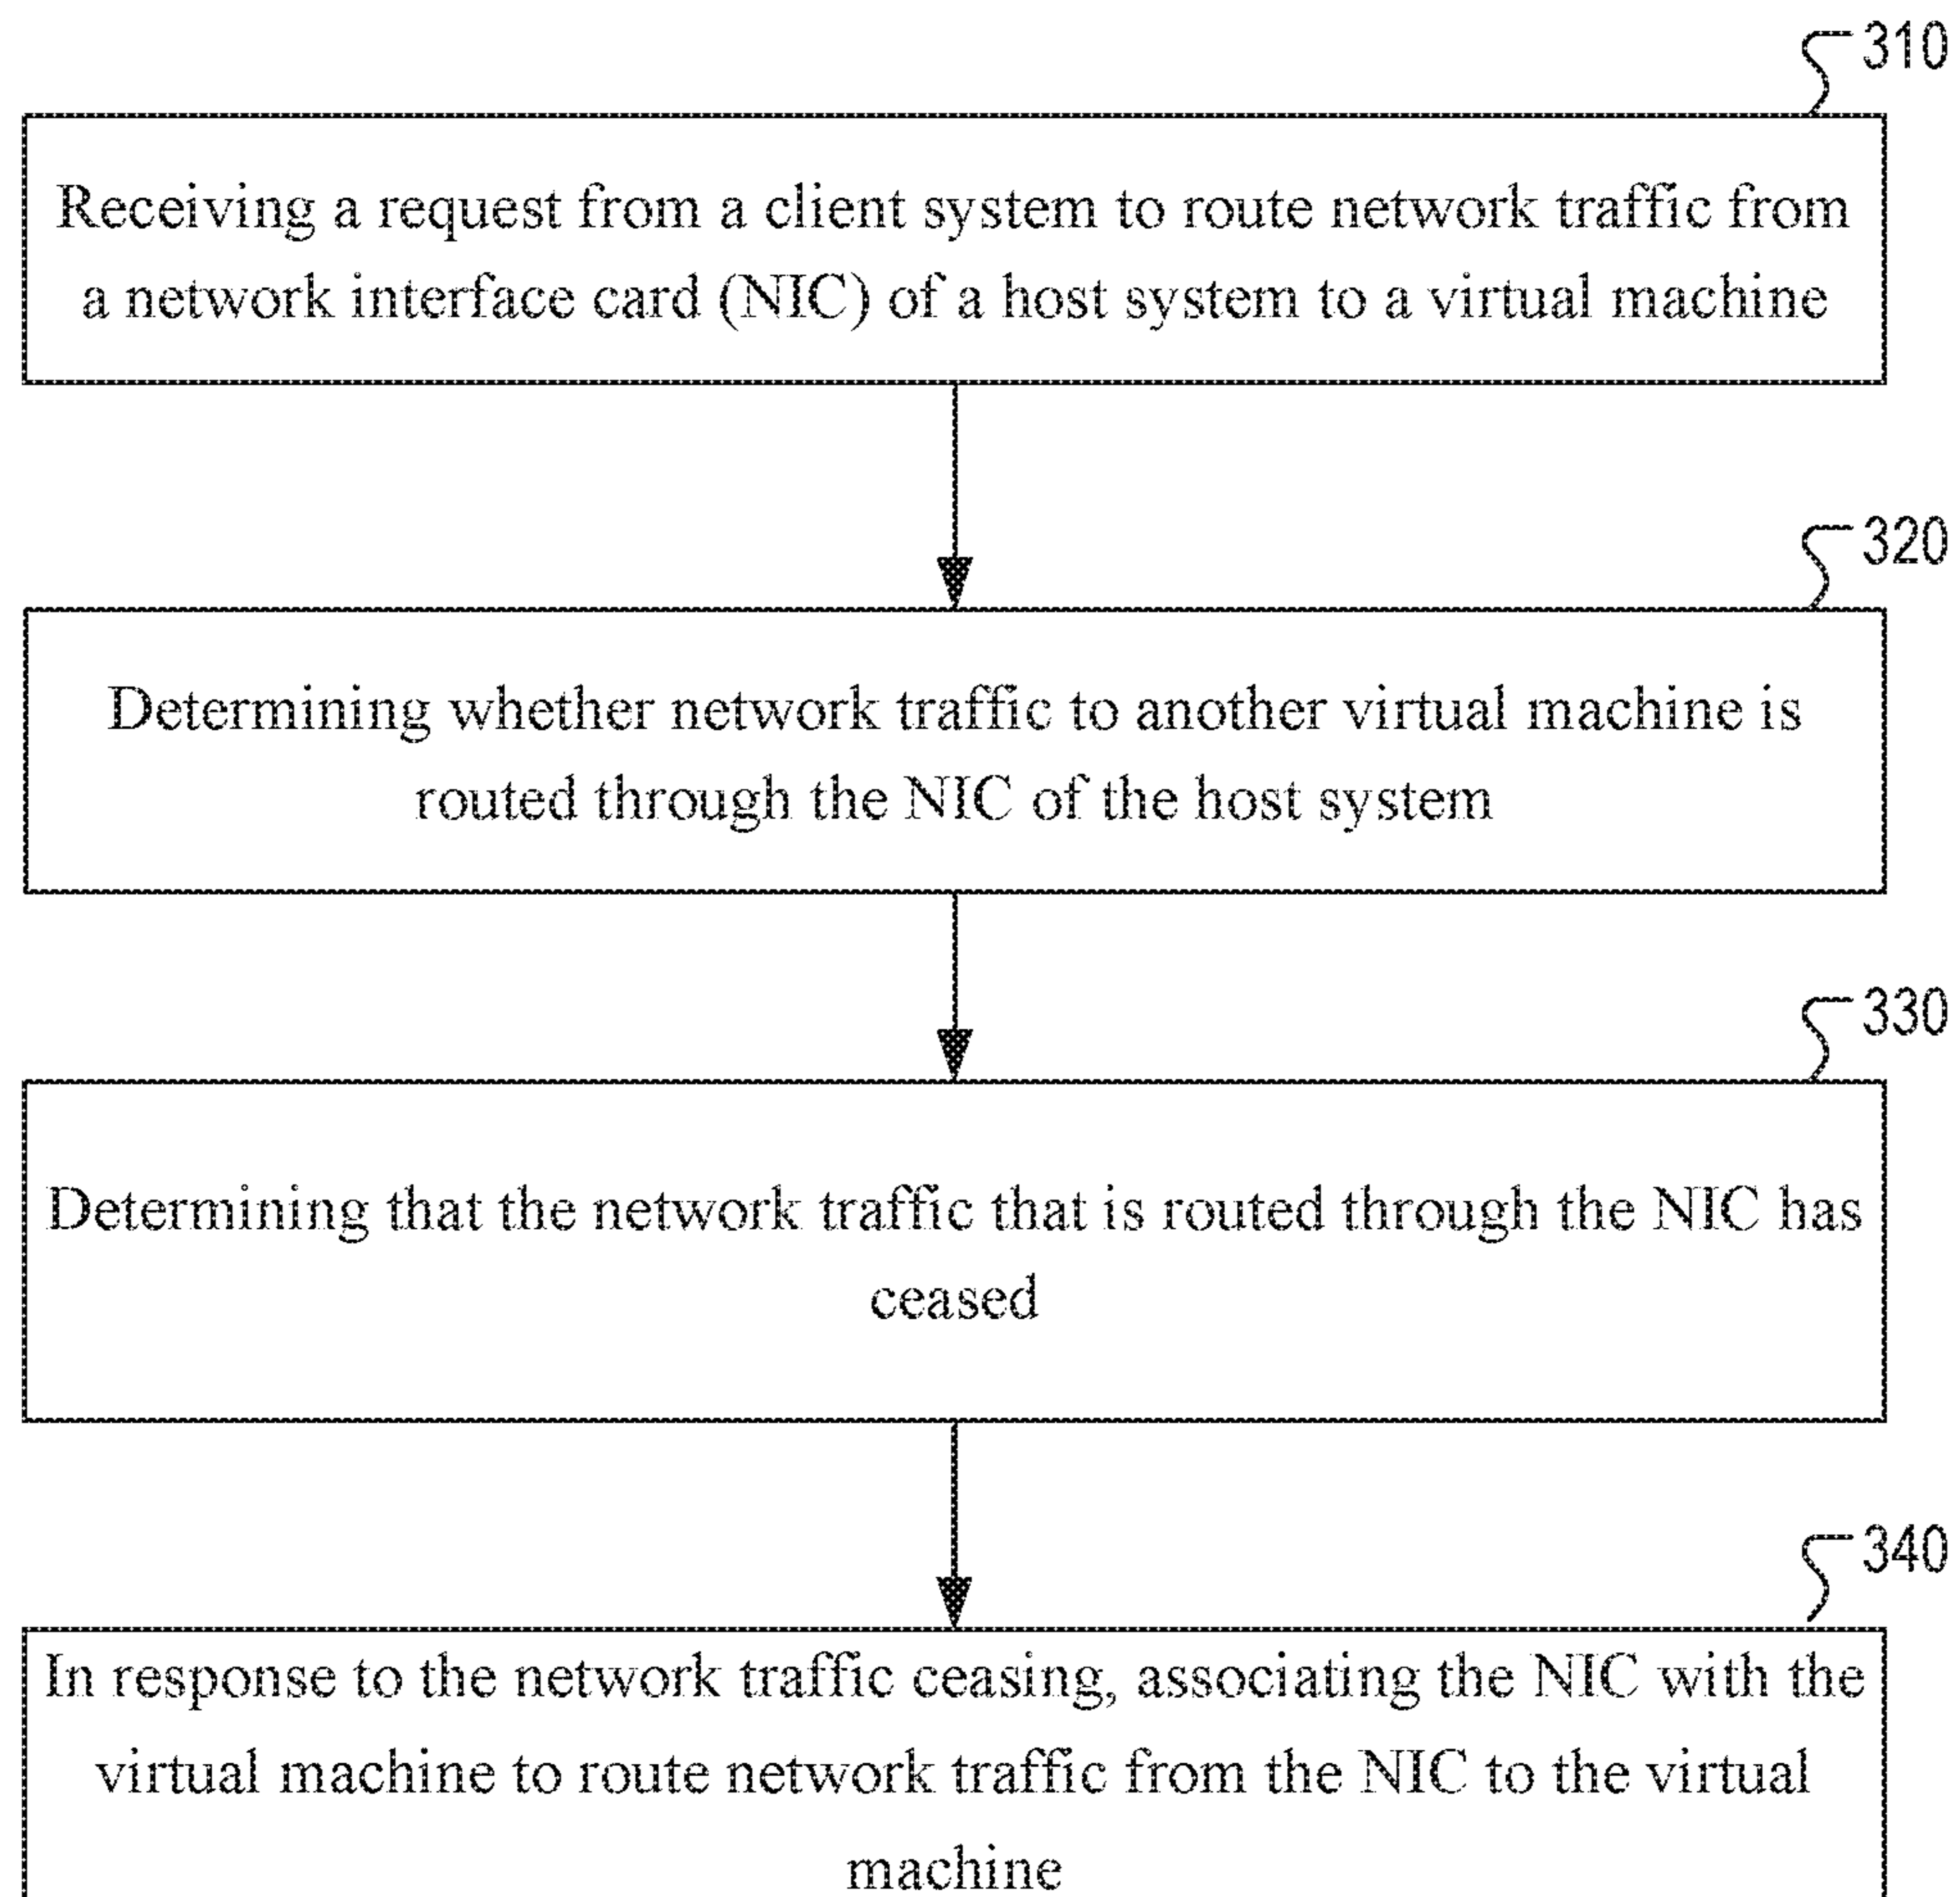 310
Receiving a request from a client system to route network traffic from
a network interface card (NIC) of a host system to a virtual machine
320
Determining whether network traffic to another virtual machine is
routed through the NIC of the host system
330
Determining that the network traffic that is routed through the NIC has
ceased
340
In response to the network traffic ceasing, associating the NIC with the
virtual machine to route network traffic from the NIC to the virtual
machine